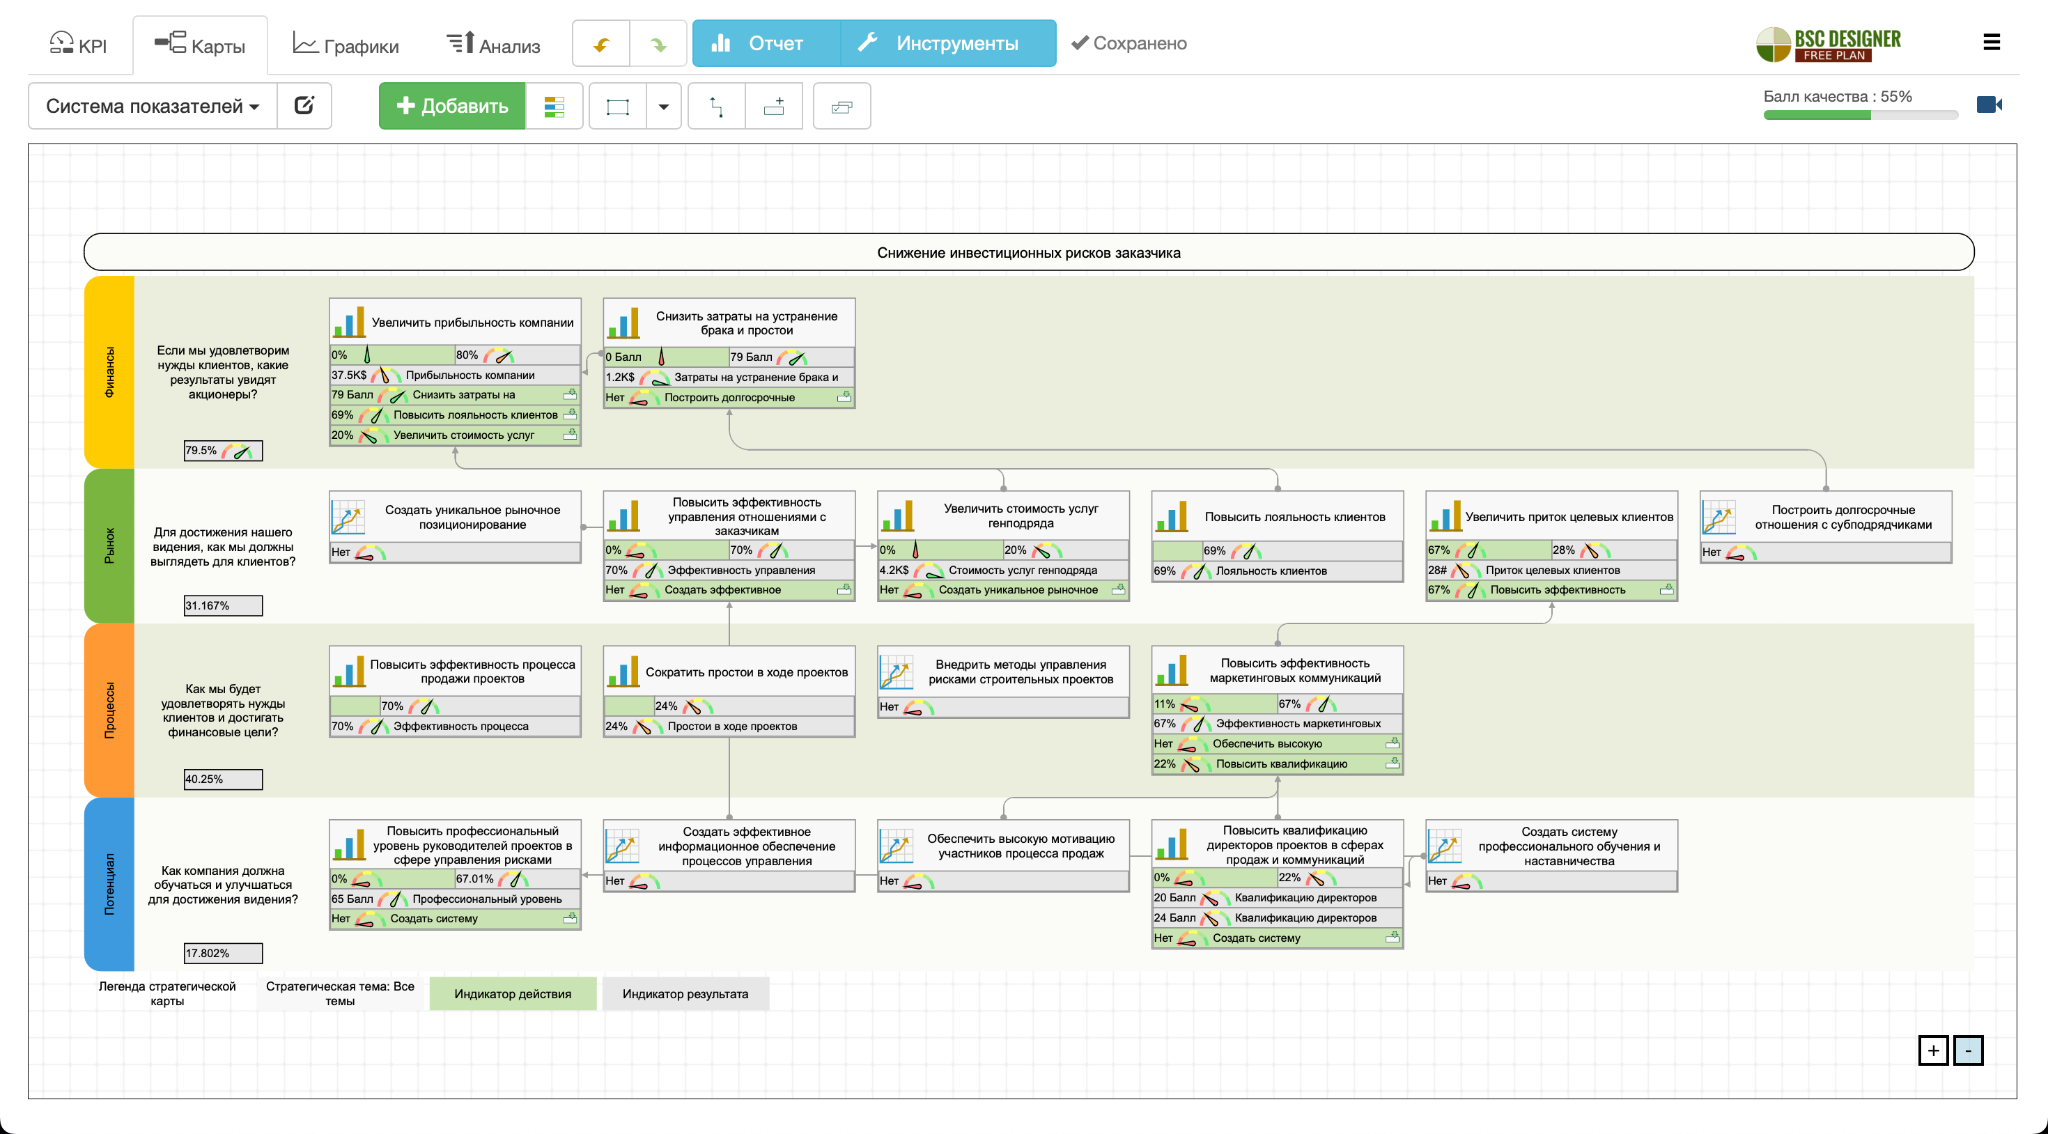 KPI
Карты
Графики
Анализ
Отчет
Инструменты
Сохранено
BSC DESIGNER
FREE PLAN
Система показателей
Добавить
Балл качества : 55%
Снижение инвестиционных рисков заказчика
Финансы
Если мы удовлетворим
нужды клиентов, какие
результаты увидят
акционеры?
79.5%
Увеличить прибыльность компании
0%
80%
37.5K$ Прибыльность компании
79 Балл Снизить затраты на
69% Повысить лояльность клиентов
20% Увеличить стоимость услуг
Снизить затраты на устранение
брака и простои
0 Балл
79 Балл
1.2K$ Затраты на устранение брака и
Нет Построить долгосрочные
Рынок
Для достижения нашего
видения, как мы должны
выглядеть для клиентов?
31.167%
Создать уникальное рыночное
позиционирование
Нет
Повысить эффективность
управления отношениями с
заказчикам
0%
70%
70% Эффективность управления
Нет Создать эффективное
Увеличить стоимость услуг
генподряда
0%
20%
4.2K$ Стоимость услуг генподряда
Нет Создать уникальное рыночное
Повысить лояльность клиентов
69%
69% Лояльность клиентов
Увеличить приток целевых клиентов
67%
28%
28# Приток целевых клиентов
67% Повысить эффективность
Построить долгосрочные
отношения с субподрядчиками
Нет
Процессы
Как мы будет
удовлетворять нужды
клиентов и достигать
финансовые цели?
40.25%
Повысить эффективность процесса
продажи проектов
70%
70% Эффективность процесса
Сократить простои в ходе проектов
24%
24% Простои в ходе проектов
Внедрить методы управления
рисками строительных проектов
Нет
Повысить эффективность
маркетинговых коммуникаций
11%
67%
67% Эффективность маркетинговых
Нет Обеспечить высокую
22% Повысить квалификацию
Потенциал
Как компания должна
обучаться и улучшаться
для достижения видения?
17.802%
Повысить профессиональный
уровень руководителей проектов в
сфере управления рисками
0%
67.01%
65 Балл Профессиональный уровень
Нет Создать систему
Создать эффективное
информационное обеспечение
процессов управления
Нет
Обеспечить высокую мотивацию
участников процесса продаж
Нет
Повысить квалификацию
директоров проектов в сферах
продаж и коммуникаций
0%
22%
20 Балл Квалификацию директоров
24 Балл Квалификацию директоров
Нет Создать систему
Создать систему
профессионального обучения и
наставничества
Нет
Легенда стратегической
карты
Стратегическая тема: Все
темы
Индикатор действия
Индикатор результата
+
-